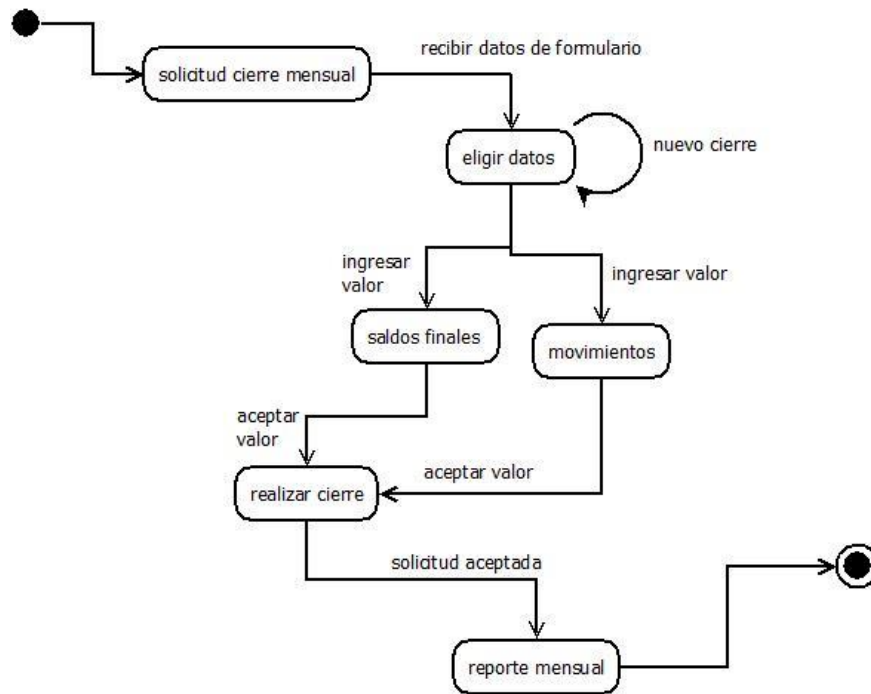 recibir datos de formulario
solicitud cierre mensual
eligir datos
nuevo cierre
ingresar
valor
ingresar valor
saldos finales
movimientos
aceptar
valor
aceptar valor
realizar cierre
solicitud aceptada
reporte mensual